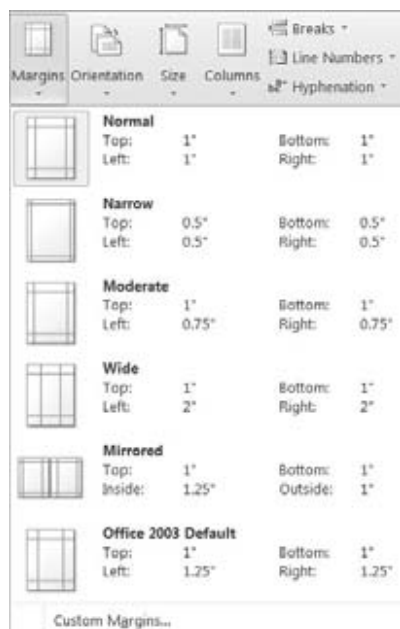 Breaks
Line Numbers
Margins Orientation Size Columns
Hyphenation
Normal
Top: 1" Bottom: 1"
Left: 1" Right: 1"
Narrow
Top: 0.5" Bottom: 0.5"
Left: 0.5" Right: 0.5"
Moderate
Top: 1" Bottom: 1"
Left: 0.75" Right: 0.75"
Wide
Top: 1" Bottom: 1"
Left: 2" Right: 2"
Mirrored
Top: 1" Bottom: 1"
Inside: 1.25" Outside: 1"
Office 2003 Default
Top: 1" Bottom: 1"
Left: 1.25" Right: 1.25"
Custom Margins...